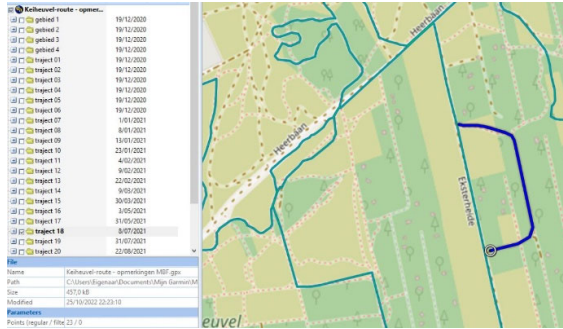 Keiheuvel-route - opmer...
gebied 1 19/12/2020
gebied 2 19/12/2020
gebied 3 19/12/2020
gebied 4 19/12/2020
traject 01 19/12/2020
traject 02 19/12/2020
traject 03 19/12/2020
traject 04 19/12/2020
traject 05 19/12/2020
traject 06 19/12/2020
traject 07 1/01/2021
traject 08 8/01/2021
traject 09 13/01/2021
traject 10 23/01/2021
traject 11 4/02/2021
traject 12 9/02/2021
traject 13 22/02/2021
traject 14 9/03/2021
traject 15 30/03/2021
traject 16 3/05/2021
traject 17 31/05/2021
traject 18 8/07/2021
traject 19 31/07/2021
traject 20 22/08/2021
File
Name Keiheuvel-route - opmerkingen MBF.gpx
Path C:\Users\Eigenaar\Documents\Mijn Garmin\M
Size 457,0 kB
Modified 25/10/2022 22:23:10
Parameters
Points (regular / filte 23 / 0
Heerbaan
Heerbaan
Eksterheide
euvel